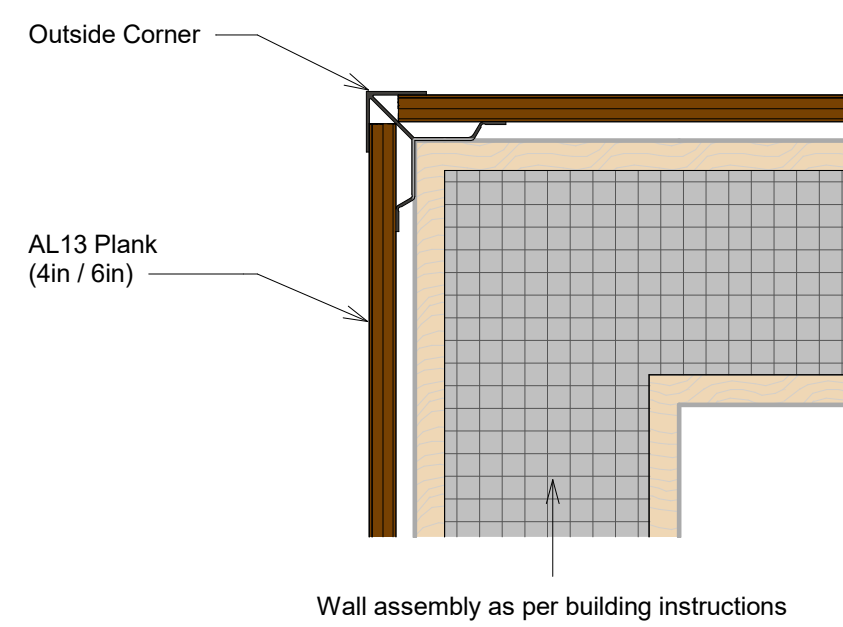 Outside Corner
AL13 Plank
(4in / 6in)
Wall assembly as per building instructions